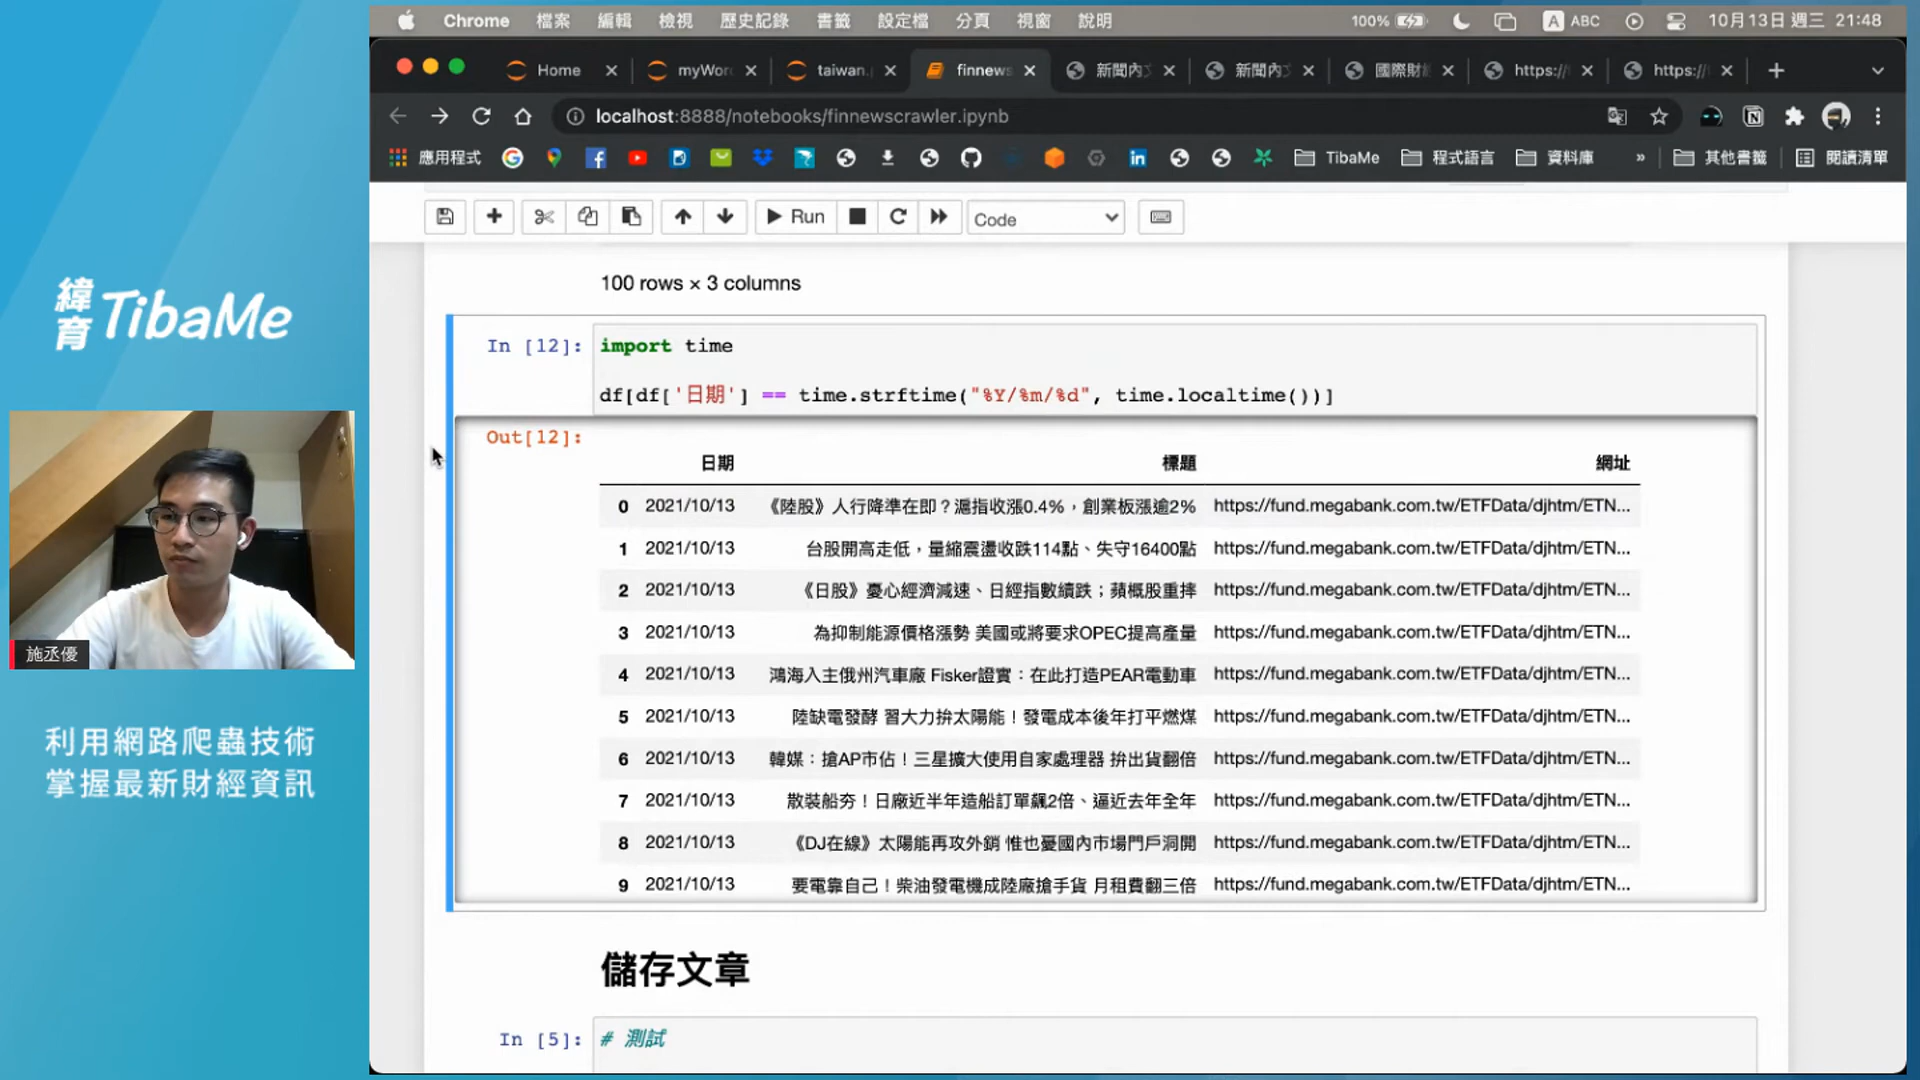 Chrome 檔案 編輯 檢視 歷史記錄 書籤 設定檔 分頁 視窗 說明 100% A ABC 10月13日 週三 21:48
Home myWor taiwan. finnews 新聞內文 新聞內文 國際財 https:// https://
localhost:8888/notebooks/finnewscrawler.ipynb
應用程式 TibaMe 程式語言 資料庫 » 其他書籤 閱讀清單
Run Code
100 rows × 3 columns
In [12]: import time
df[df['日期'] == time.strftime("%Y/%m/%d", time.localtime())]
Out[12]:
日期 標題 網址
0 2021/10/13 《陸股》人行降準在即？滬指收漲0.4%，創業板漲逾2% https://fund.megabank.com.tw/ETFData/djhtm/ETN...
1 2021/10/13 台股開高走低，量縮震盪收跌114點、失守16400點 https://fund.megabank.com.tw/ETFData/djhtm/ETN...
2 2021/10/13 《日股》憂心經濟減速、日經指數續跌；蘋概股重摔 https://fund.megabank.com.tw/ETFData/djhtm/ETN...
3 2021/10/13 為抑制能源價格漲勢 美國或將要求OPEC提高產量 https://fund.megabank.com.tw/ETFData/djhtm/ETN...
4 2021/10/13 鴻海入主俄州汽車廠 Fisker證實：在此打造PEAR電動車 https://fund.megabank.com.tw/ETFData/djhtm/ETN...
5 2021/10/13 陸缺電發酵 習大力拚太陽能！發電成本後年打平燃煤 https://fund.megabank.com.tw/ETFData/djhtm/ETN...
6 2021/10/13 韓媒：搶AP市佔！三星擴大使用自家處理器 拚出貨翻倍 https://fund.megabank.com.tw/ETFData/djhtm/ETN...
7 2021/10/13 散裝船夯！日廠近半年造船訂單飆2倍、逼近去年全年 https://fund.megabank.com.tw/ETFData/djhtm/ETN...
8 2021/10/13 《DJ在線》太陽能再攻外銷 惟也憂國內市場門戶洞開 https://fund.megabank.com.tw/ETFData/djhtm/ETN...
9 2021/10/13 要電靠自己！柴油發電機成陸廠搶手貨 月租費翻三倍 https://fund.megabank.com.tw/ETFData/djhtm/ETN...
儲存文章
In [5]: # 測試
緯育 TibaMe
施丞優
利用網路爬蟲技術
掌握最新財經資訊